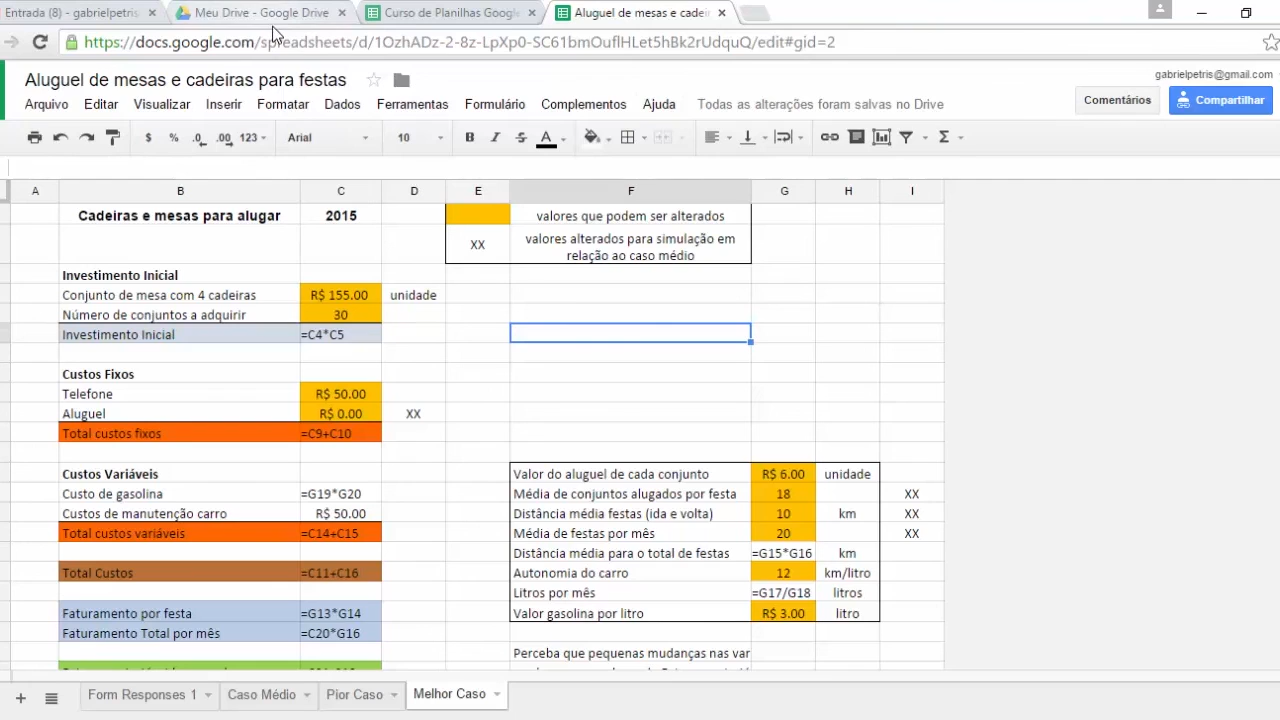 Entrada (8) - gabrielpetris
Meu Drive - Google Drive
Curso de Planilhas Google
Aluguel de mesas e cadei
https://docs.google.com/spreadsheets/d/1OzhADz-2-8z-LpXp0-SC61bmOuflHLet5hBk2rUdquQ/edit#gid=2
Aluguel de mesas e cadeiras para festas
gabrielpetris@gmail.com
Arquivo Editar Visualizar Inserir Formatar Dados Ferramentas Formulário Complementos Ajuda Todas as alterações foram salvas no Drive
Comentários
Compartilhar
$ % .0 .00 123 Arial 10 B I S A Σ
A B C D E F G H I
Cadeiras e mesas para alugar 2015 valores que podem ser alterados
XX valores alterados para simulação em
relação ao caso médio
Investimento Inicial
Conjunto de mesa com 4 cadeiras R$ 155.00 unidade
Número de conjuntos a adquirir 30
Investimento Inicial =C4*C5
Custos Fixos
Telefone R$ 50.00
Aluguel R$ 0.00 XX
Total custos fixos =C9+C10
Custos Variáveis Valor do aluguel de cada conjunto R$ 6.00 unidade
Custo de gasolina =G19*G20 Média de conjuntos alugados por festa 18 XX
Custos de manutenção carro R$ 50.00 Distância média festas (ida e volta) 10 km XX
Total custos variáveis =C14+C15 Média de festas por mês 20 XX
Distância média para o total de festas =G15*G16 km
Total Custos =C11+C16 Autonomia do carro 12 km/litro
Litros por mês =G17/G18 litros
Faturamento por festa =G13*G14 Valor gasolina por litro R$ 3.00 litro
Faturamento Total por mês =C20*G16
Perceba que pequenas mudanças nas var
Form Responses 1 Caso Médio Pior Caso Melhor Caso